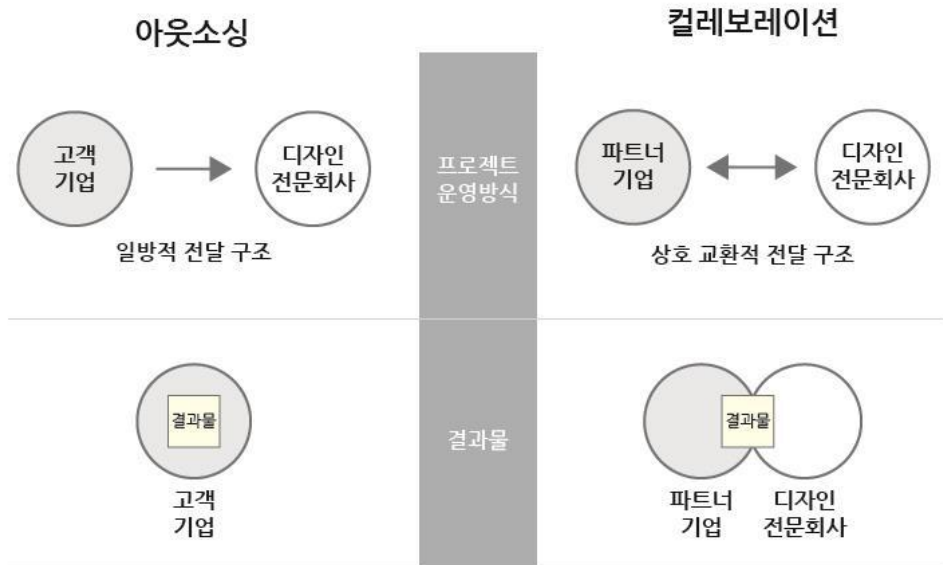 아웃소싱
컬레보레이션
고객
기업
디자인
전문회사
일방적 전달 구조
프로젝트
운영방식
파트너
기업
디자인
전문회사
상호 교환적 전달 구조
결과물
고객
기업
결과물
결과물
파트너
기업
디자인
전문회사